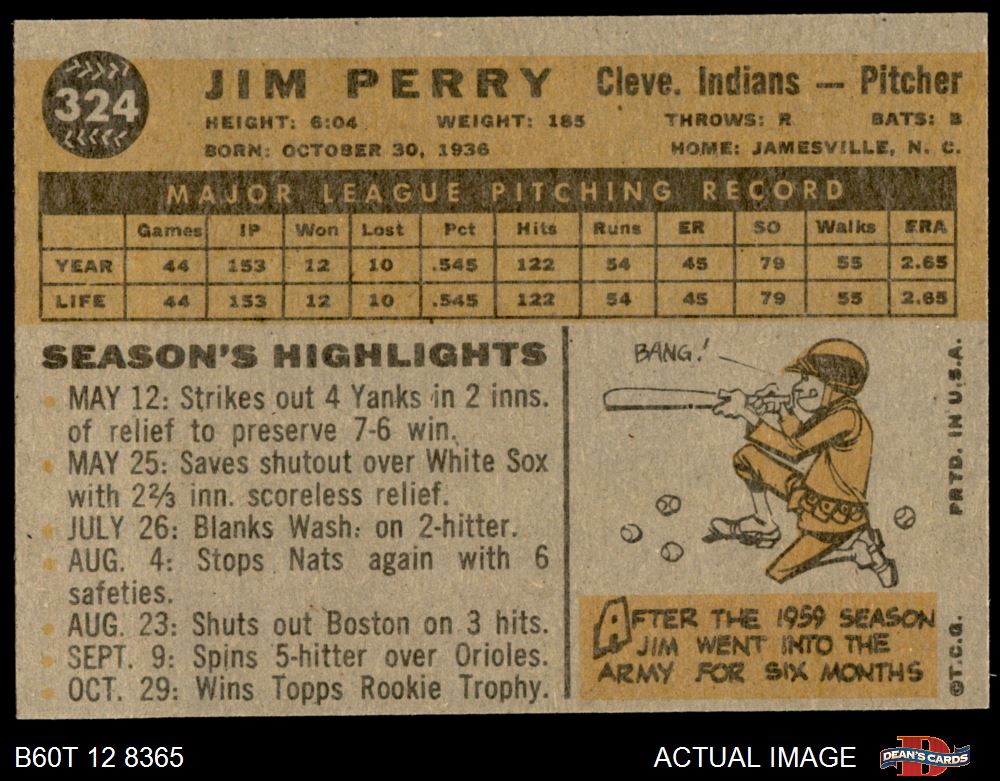 324
JIM PERRY Cleve. Indians — Pitcher
HEIGHT: 6:04 WEIGHT: 185 THROWS: R BATS: B
BORN: OCTOBER 30, 1936 HOME: JAMESVILLE, N. C.
MAJOR LEAGUE PITCHING RECORD
Games IP Won Lost Pct Hits Runs ER SO Walks ERA
YEAR 44 153 12 10 .545 122 54 45 79 55 2.65
LIFE 44 153 12 10 .545 122 54 45 79 55 2.65
SEASON'S HIGHLIGHTS
MAY 12: Strikes out 4 Yanks in 2 inns.
of relief to preserve 7-6 win.
MAY 25: Saves shutout over White Sox
with 2⅔ inn. scoreless relief.
JULY 26: Blanks Wash. on 2-hitter.
AUG. 4: Stops Nats again with 6
safeties.
AUG. 23: Shuts out Boston on 3 hits.
SEPT. 9: Spins 5-hitter over Orioles.
OCT. 29: Wins Topps Rookie Trophy.
BANG!
AFTER THE 1959 SEASON
JIM WENT INTO THE
ARMY FOR SIX MONTHS
©T.C.G. PRTD. IN U.S.A.
B60T 12 8365
ACTUAL IMAGE
DEAN'S CARDS